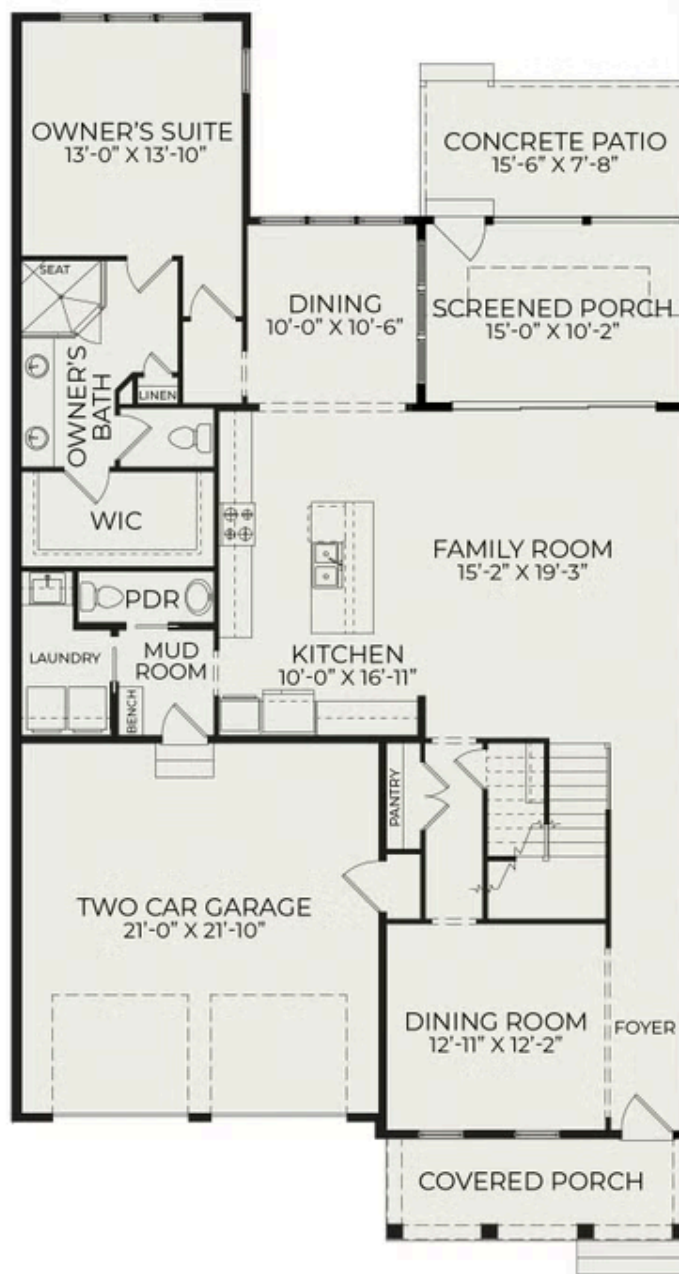 OWNER'S SUITE
13'-0" X 13'-10"
CONCRETE PATIO
15'-6" X 7'-8"
SEAT
DINING
10'-0" X 10'-6"
SCREENED PORCH
15'-0" X 10'-2"
OWNER'S
BATH
LINEN
WIC
FAMILY ROOM
15'-2" X 19'-3"
PDR
LAUNDRY
MUD
ROOM
BENCH
KITCHEN
10'-0" X 16'-11"
PANTRY
TWO CAR GARAGE
21'-0" X 21'-10"
DINING ROOM
12'-11" X 12'-2"
FOYER
COVERED PORCH